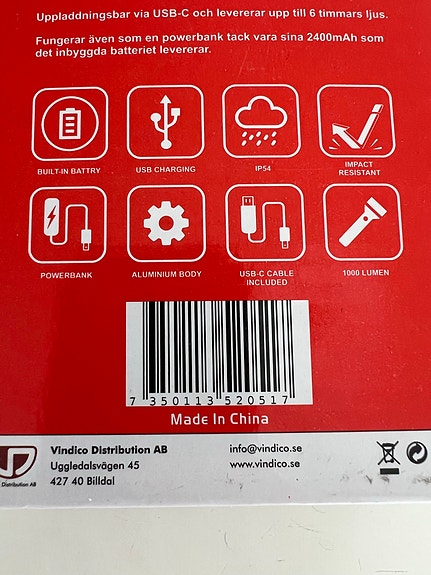 Uppladdningsbar via USB-C och levererar upp till 6 timmars ljus.
Fungerar även som en powerbank tack vara sina 2400mAh som
det inbyggda batteriet levererar.
BUILT-IN BATTRY
USB CHARGING
IP54
IMPACT
RESISTANT
POWERBANK
ALUMINIUM BODY
USB-C CABLE
INCLUDED
1000 LUMEN
7 350113 520517
Made In China
Vindico Distribution AB
Uggledalsvägen 45
427 40 Billdal
info@vindico.se
www.vindico.se
Distribution AB